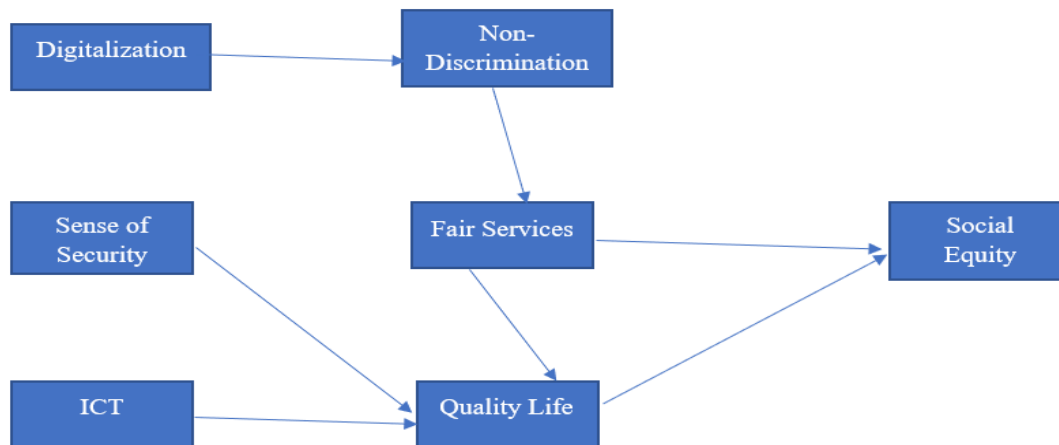 Digitalization
Non-
Discrimination
Sense of
Security
Fair Services
Social
Equity
ICT
Quality Life